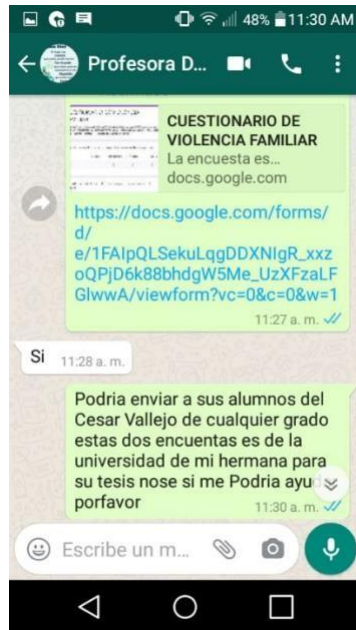 48% 11:30 AM
Profesora D...
CUESTIONARIO DE
VIOLENCIA FAMILIAR
La encuesta es...
docs.google.com
https://docs.google.com/forms/
d/
e/1FAIpQLSekuLqgDDXNIgR_xxz
oQPjD6k88bhdgW5Me_UzXFzaLF
GlwwA/viewform?vc=0&c=0&w=1
11:27 a. m.
Si 11:28 a. m.
Podria enviar a sus alumnos del
Cesar Vallejo de cualquier grado
estas dos encuentas es de la
universidad de mi hermana para
su tesis nose si me Podria ayu
porfavor
11:30 a. m.
Escribe un m...